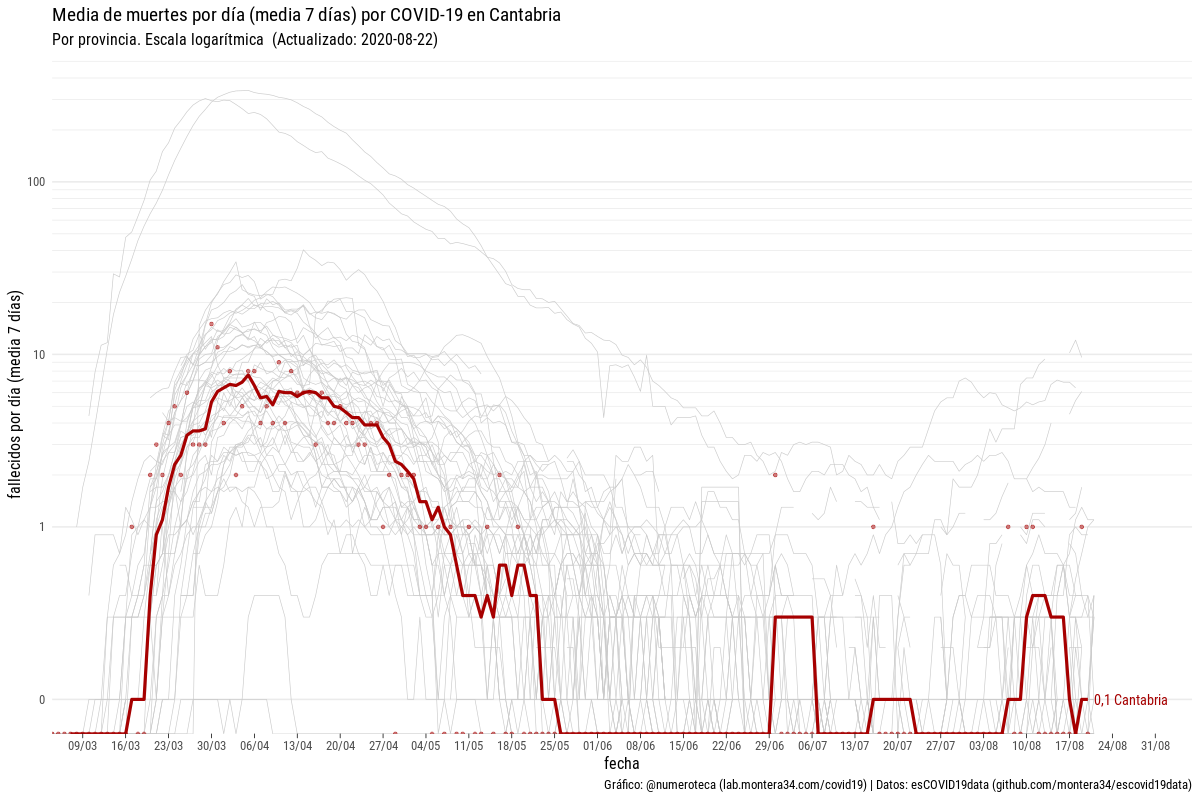 Media de muertes por día (media 7 días) por COVID-19 en Cantabria
Por provincia. Escala logarítmica (Actualizado: 2020-08-22)
fallecidos por día (media 7 días)
100
10
1
0
0,1 Cantabria
09/03 16/03 23/03 30/03 06/04 13/04 20/04 27/04 04/05 11/05 18/05 25/05 01/06 08/06 15/06 22/06 29/06 06/07 13/07 20/07 27/07 03/08 10/08 17/08 24/08 31/08
fecha
Gráfico: @numeroteca (lab.montera34.com/covid19) | Datos: esCOVID19data (github.com/montera34/escovid19data)